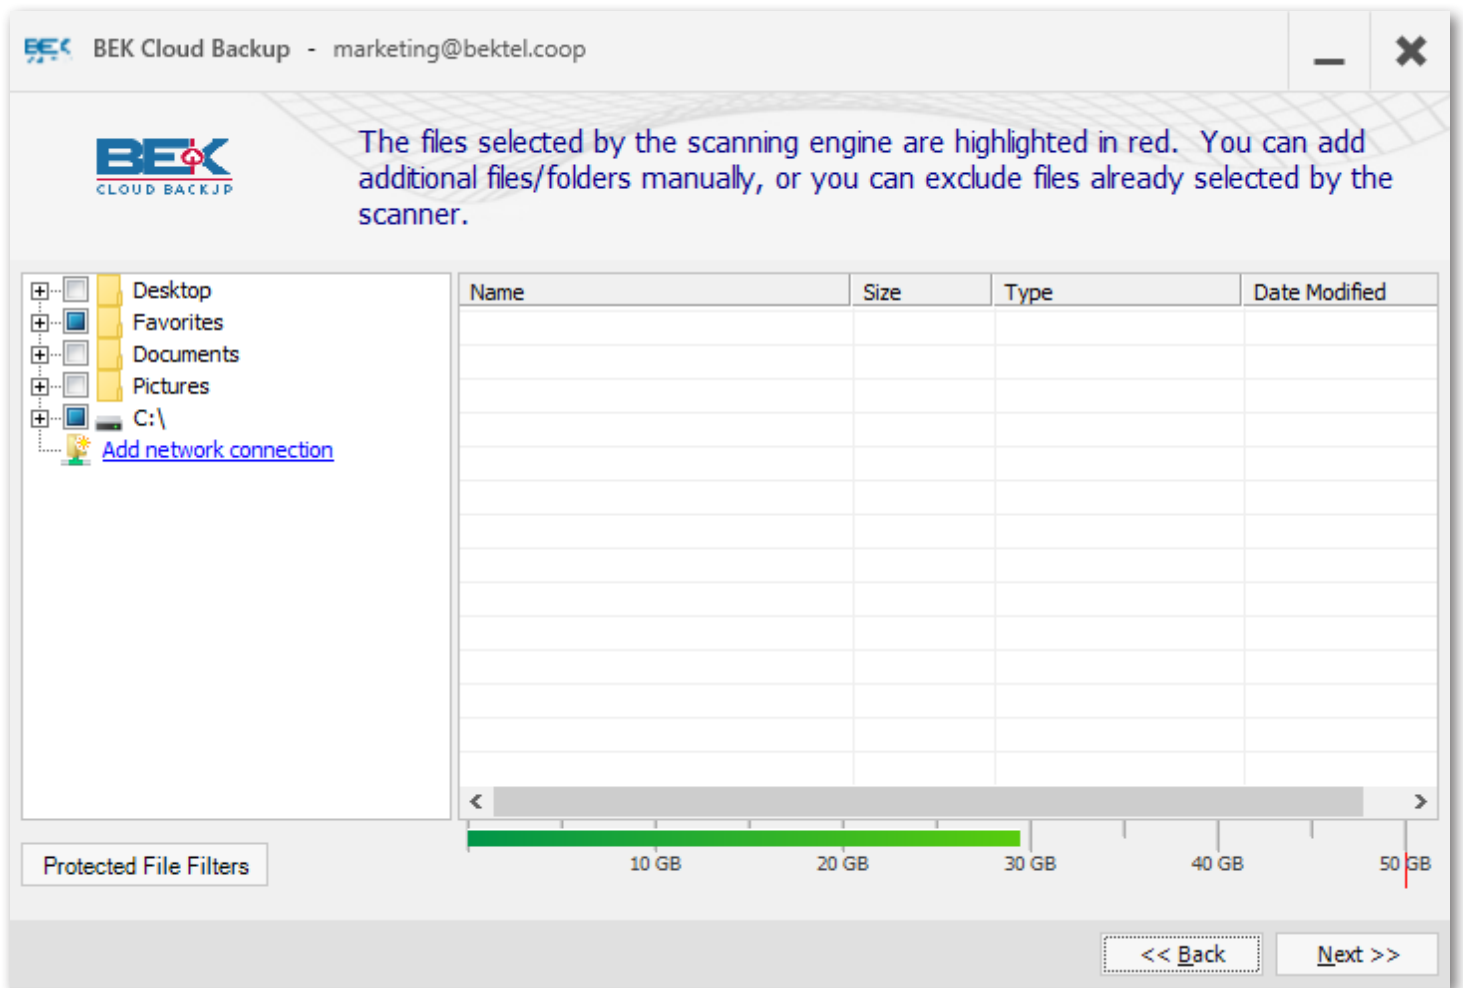 BEK BEK Cloud Backup - marketing@bektel.coop
BEK
CLOUD BACKUP
The files selected by the scanning engine are highlighted in red. You can add
additional files/folders manually, or you can exclude files already selected by the
scanner.
Desktop
Favorites
Documents
Pictures
C:\
Add network connection
Name Size Type Date Modified
10 GB 20 GB 30 GB 40 GB 50 GB
Protected File Filters
<< Back Next >>